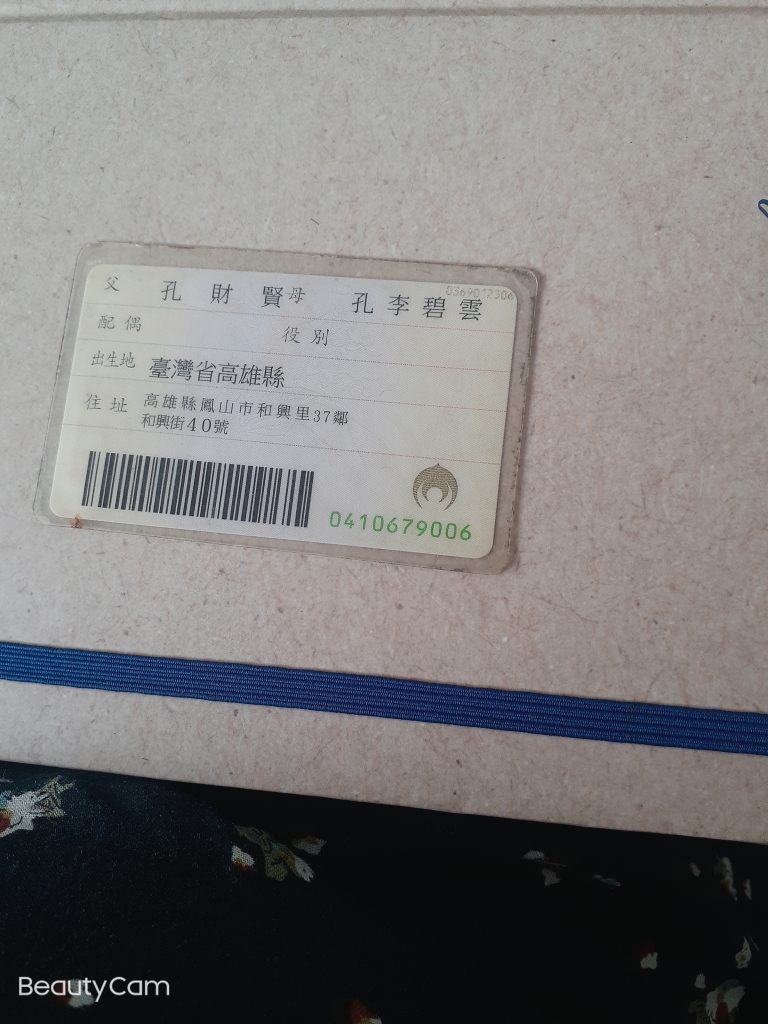 0369012306
父 孔財賢 母 孔李碧雲
配偶 役別
出生地 臺灣省高雄縣
住址 高雄縣鳳山市和興里37鄰
和興街40號
0410679006
BeautyCam